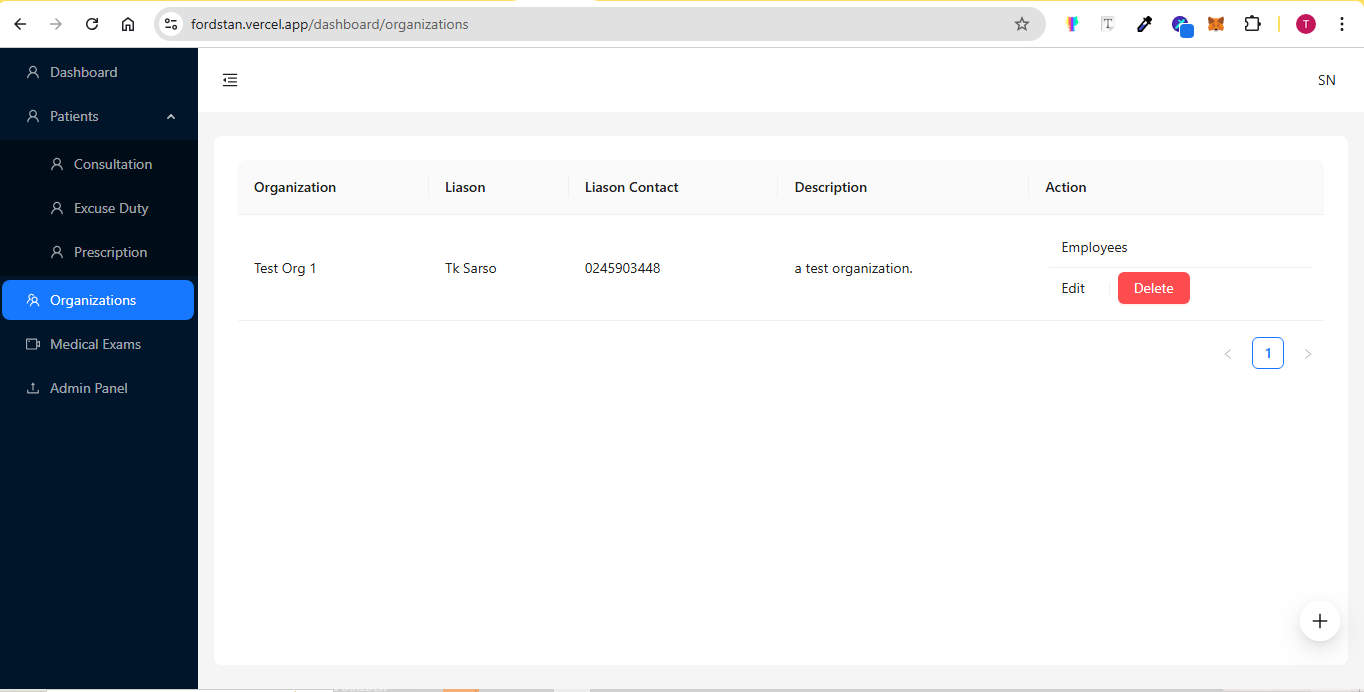 fordstan.vercel.app/dashboard/organizations
T
T
Dashboard
SN
Patients
Consultation
Excuse Duty
Prescription
Organizations
Medical Exams
Admin Panel
Organization Liason Liason Contact Description Action
Test Org 1 Tk Sarso 0245903448 a test organization.
Employees
Edit Delete
1